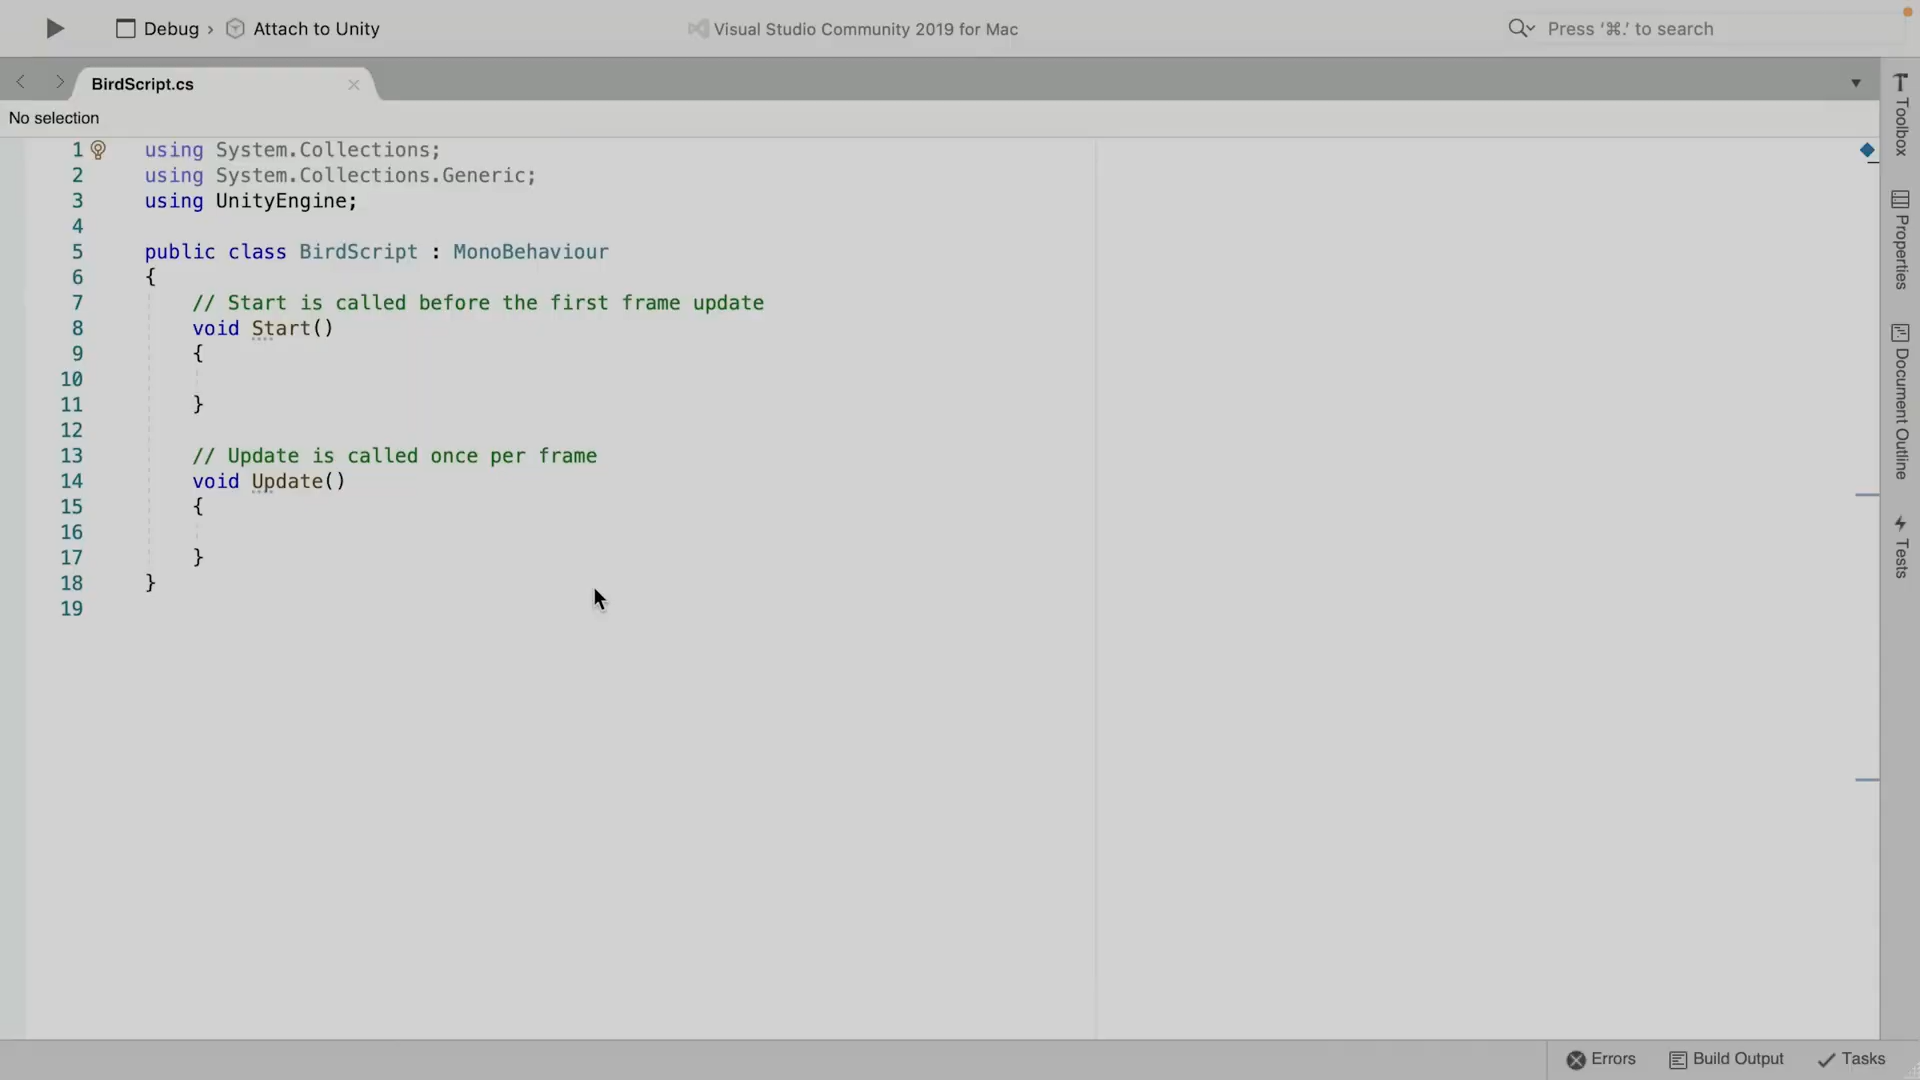 Debug › Attach to Unity
Visual Studio Community 2019 for Mac
Press ‘⌘.’ to search
BirdScript.cs
No selection
1 using System.Collections;
2 using System.Collections.Generic;
3 using UnityEngine;
4
5 public class BirdScript : MonoBehaviour
6 {
7     // Start is called before the first frame update
8     void Start()
9     {
10
11     }
12
13     // Update is called once per frame
14     void Update()
15     {
16
17     }
18 }
19
Toolbox
Properties
Document Outline
Tests
Errors
Build Output
Tasks